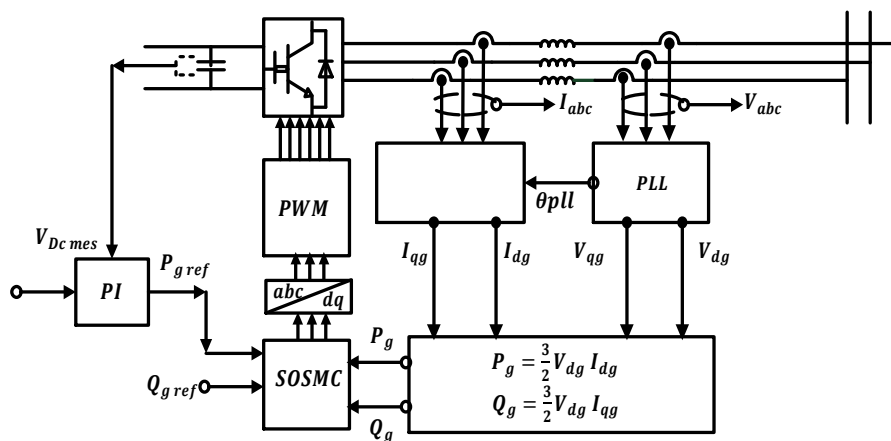 I_abc
V_abc
PLL
θpll
PWM
V_Dc mes
P_g ref
I_qg
I_dg
V_qg
V_dg
PI
abc
dq
P_g
P_g = 3/2 V_dg I_dg
SOSMC
Q_g ref
Q_g = 3/2 V_dg I_qg
Q_g